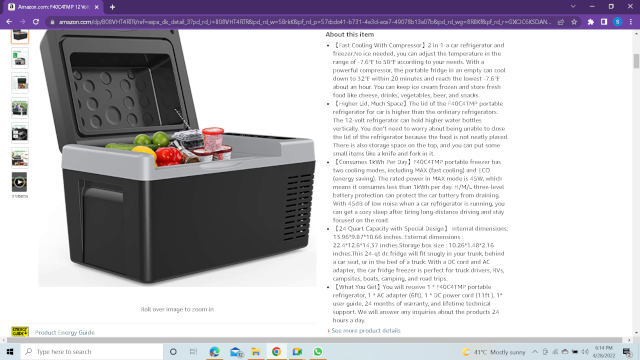 Amazon.com: F40C4TMP 12 Volt
amazon.com/dp/B08VHT4RTR/ref=
About this item
• 【Fast Cooling With Compressor】2 in 1-a car refrigerator and
freezer.No ice needed, you can adjust the temperature in the
range of -7.6℉ to 50℉ according to your needs. With a
powerful compressor, the portable fridge in an empty can cool
down to 32℉ within 20 minutes and reach the lowest -7.6℉
about an hour. You can keep ice cream frozen and store fresh
food like cheese, drinks, vegetables, beer, and snacks.
• 【Higher Lid, Much Space】The lid of the F40C4TMP portable
refrigerator for car is higher than the ordinary refrigerators.
The 12-volt refrigerator can hold higher water bottles
vertically. You don't need to worry about being unable to close
the lid of the refrigerator because the food is not neatly placed.
There is also storage space on the top, and you can put some
small items like a knife and fork in it.
• 【Consumes 1kWh Per Day】F40C4TMP portable freezer has
two cooling modes, including MAX (fast cooling) and ECO
(energy saving). The rated power in MAX mode is 45W, which
means it consumes less than 1kWh per day. H/M/L three-level
battery protection can protect the car battery from draining.
With 45dB of low noise when a car refrigerator is running, you
can get a cozy sleep after tiring long-distance driving and stay
focused on the road.
• 【24 Quart Capacity with Special Design】 Internal dimensions:
13.96*9.87*10.66 inches. External dimensions :
22.4*12.6*14.57 inches.Storage box size : 10.26*1.48*2.16
inches.This 24-qt dc fridge will fit snugly in your trunk, behind
a car seat, or in the bed of a truck. With a DC cord and AC
adapter, the car fridge freezer is perfect for truck drivers, RVs,
campsites, boats, camping, and road trips.
• 【What You Get】You will receive 1 * F40C4TMP portable
refrigerator, 1 * AC adapter (6ft), 1 * DC power cord (11ft ), 1*
user guide, 24 months of warranty, and lifetime technical
support. We will answer any inquiries about the products 24
hours a day.
› See more product details
Roll over image to zoom in
Product Energy Guide
Type here to search
41°F Mostly sunny
6:14 PM
4/28/2022